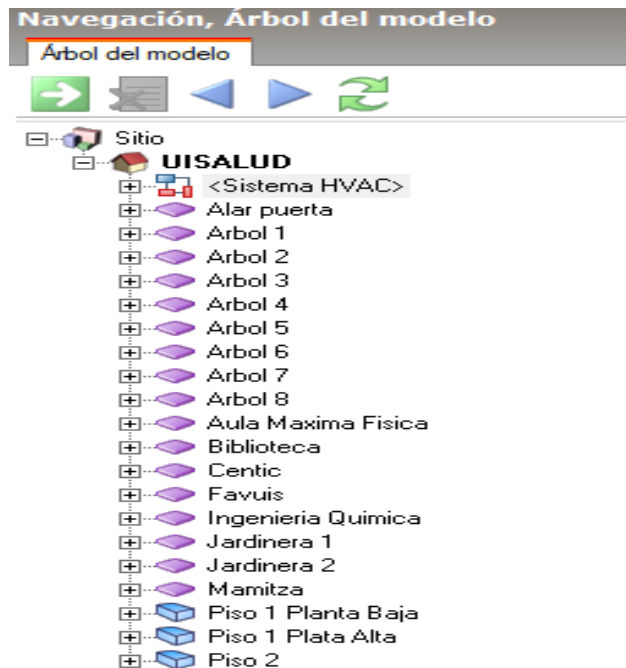 Navegación, Árbol del modelo
Árbol del modelo
Sitio
UISALUD
<Sistema HVAC>
Alar puerta
Arbol 1
Arbol 2
Arbol 3
Arbol 4
Arbol 5
Arbol 6
Arbol 7
Arbol 8
Aula Maxima Fisica
Biblioteca
Centic
Favuis
Ingenieria Quimica
Jardinera 1
Jardinera 2
Mamitza
Piso 1 Planta Baja
Piso 1 Plata Alta
Piso 2